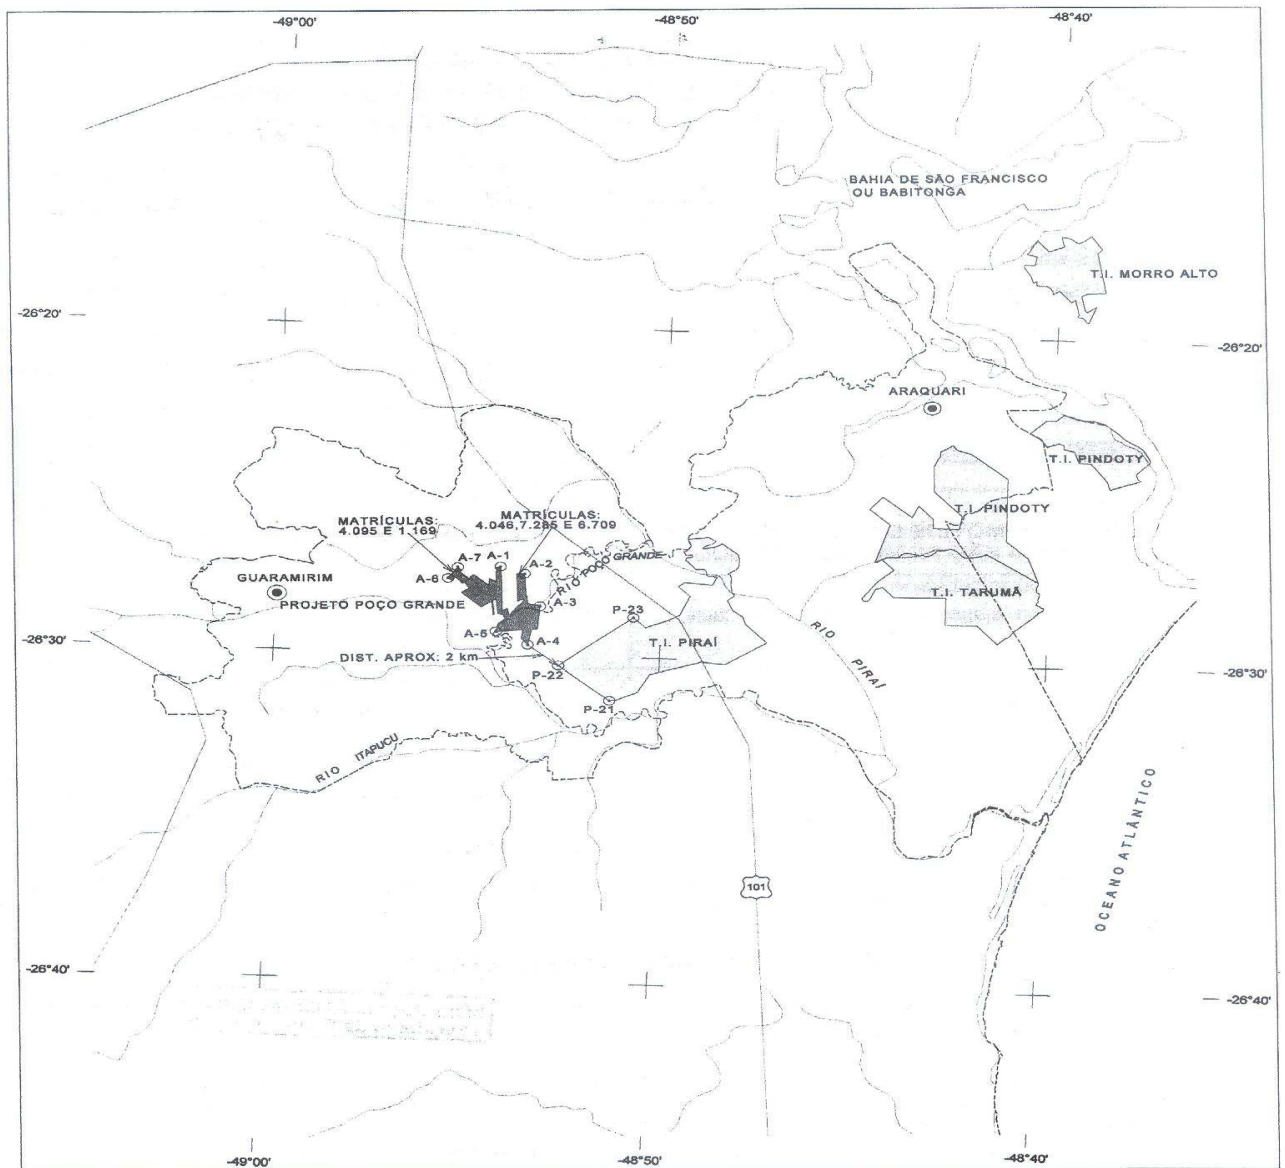 -49°00'
-48°50'
-48°40'
BAHIA DE SÃO FRANCISCO
OU BABITONGA
T.I. MORRO ALTO
-26°20'
-26°20'
ARAQUARI
T.I. PINDOTY
T.I. PINDOTY
MATRÍCULAS:
4.095 E 1.169
MATRÍCULAS:
4.046,7.285 E 6.709
A-7
A-1
A-2
A-6
RIO POÇO GRANDE
GUARAMIRIM
PROJETO POÇO GRANDE
A-3
P-23
T.I. TARUMÃ
A-5
A-4
T.I. PIRAÍ
RIO PIRAÍ
-26°30'
-26°30'
DIST. APROX: 2 km
P-22
P-21
RIO ITAPUCU
OCEANO ATLÂNTICO
101
-26°40'
-26°40'
-49°00'
-48°50'
-48°40'